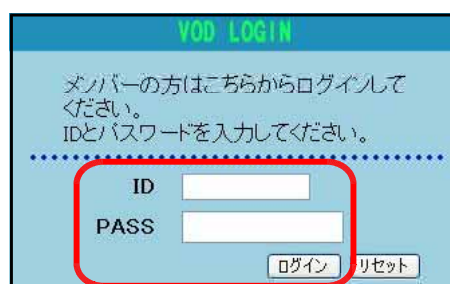 VOD LOGIN
メンバーの方はこちらからログインして
ください。
IDとパスワードを入力してください。
ID
PASS
ログイン リセット